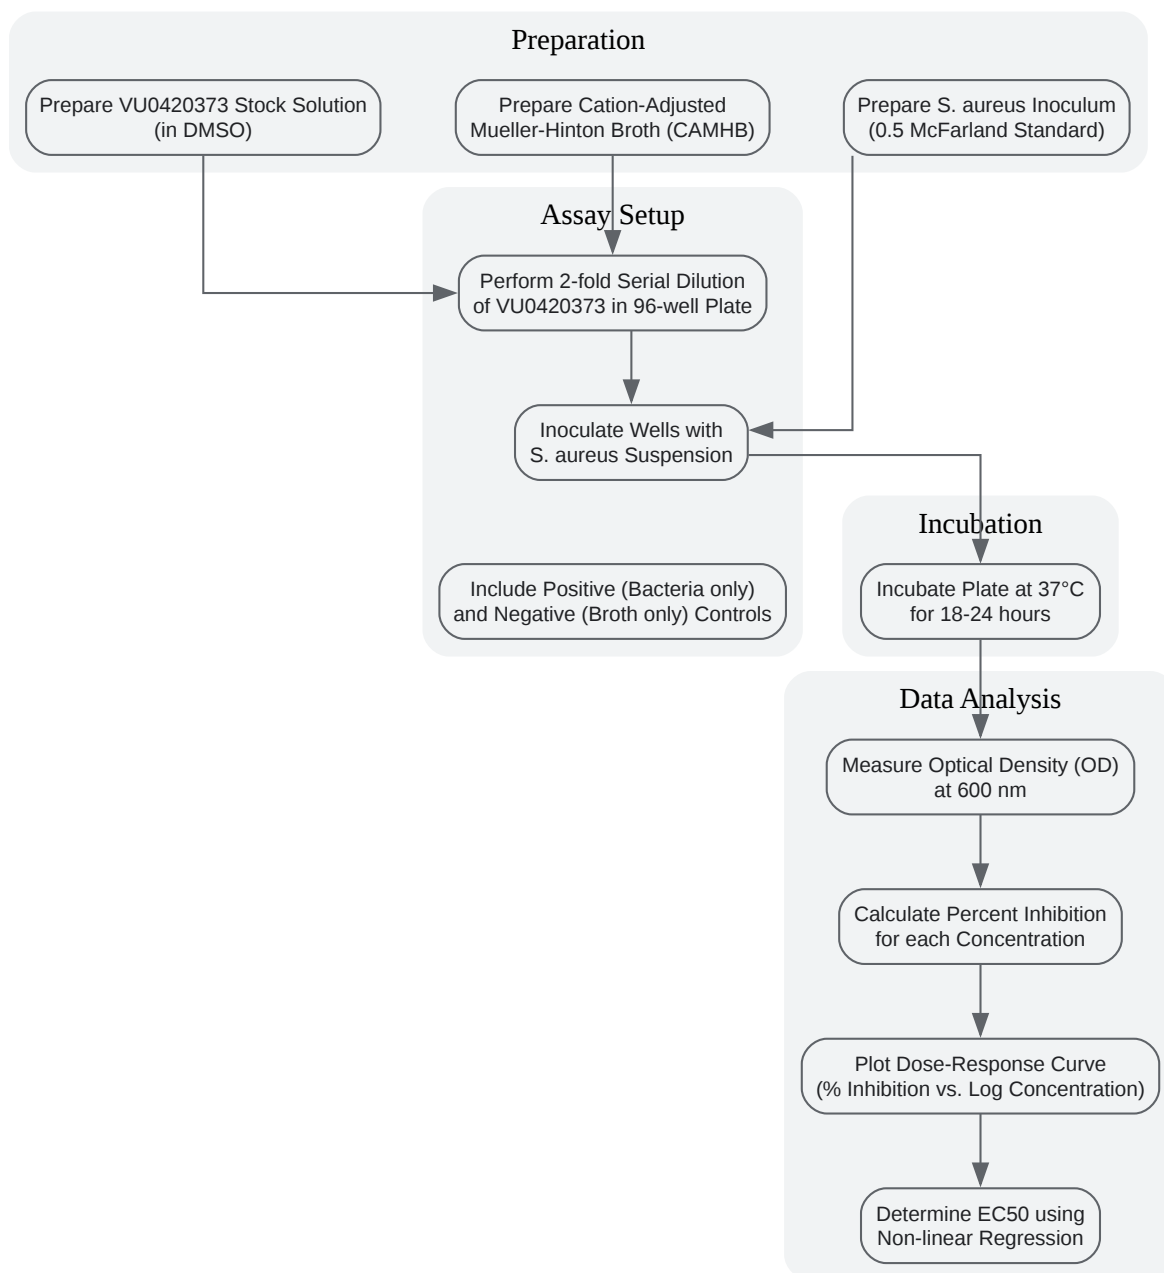 Preparation
Prepare VU0420373 Stock Solution
(in DMSO)
Prepare Cation-Adjusted
Mueller-Hinton Broth (CAMHB)
Prepare S. aureus Inoculum
(0.5 McFarland Standard)
Assay Setup
Perform 2-fold Serial Dilution
of VU0420373 in 96-well Plate
Inoculate Wells with
S. aureus Suspension
Include Positive (Bacteria only)
and Negative (Broth only) Controls
Incubation
Incubate Plate at 37°C
for 18-24 hours
Data Analysis
Measure Optical Density (OD)
at 600 nm
Calculate Percent Inhibition
for each Concentration
Plot Dose-Response Curve
(% Inhibition vs. Log Concentration)
Determine EC50 using
Non-linear Regression